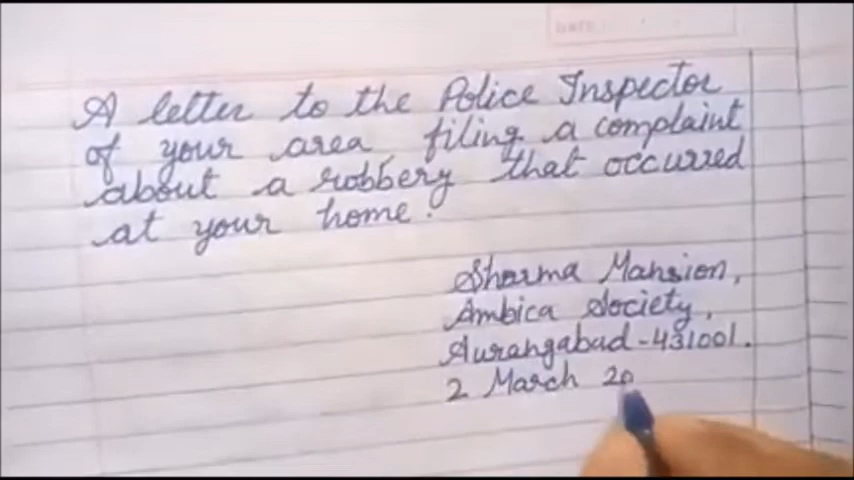 DATE:
A letter to the Police Inspector
of your area filing a complaint
about a robbery that occurred
at your home.
Sharma Mansion,
Ambica Society,
Aurangabad-431001.
2 March 20